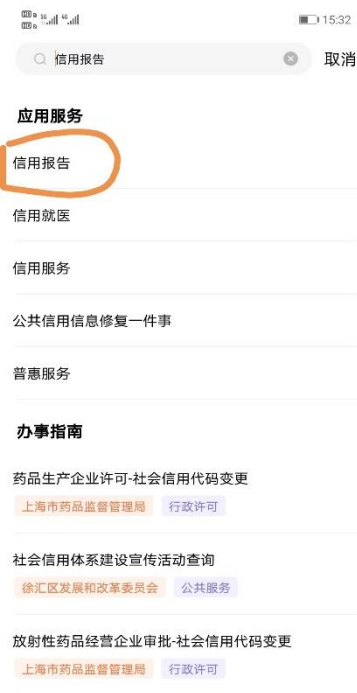 15:32
信用报告
取消
应用服务
信用报告
信用就医
信用服务
公共信用信息修复一件事
普惠服务
办事指南
药品生产企业许可-社会信用代码变更
上海市药品监督管理局 行政许可
社会信用体系建设宣传活动查询
徐汇区发展和改革委员会 公共服务
放射性药品经营企业审批-社会信用代码变更
上海市药品监督管理局 行政许可